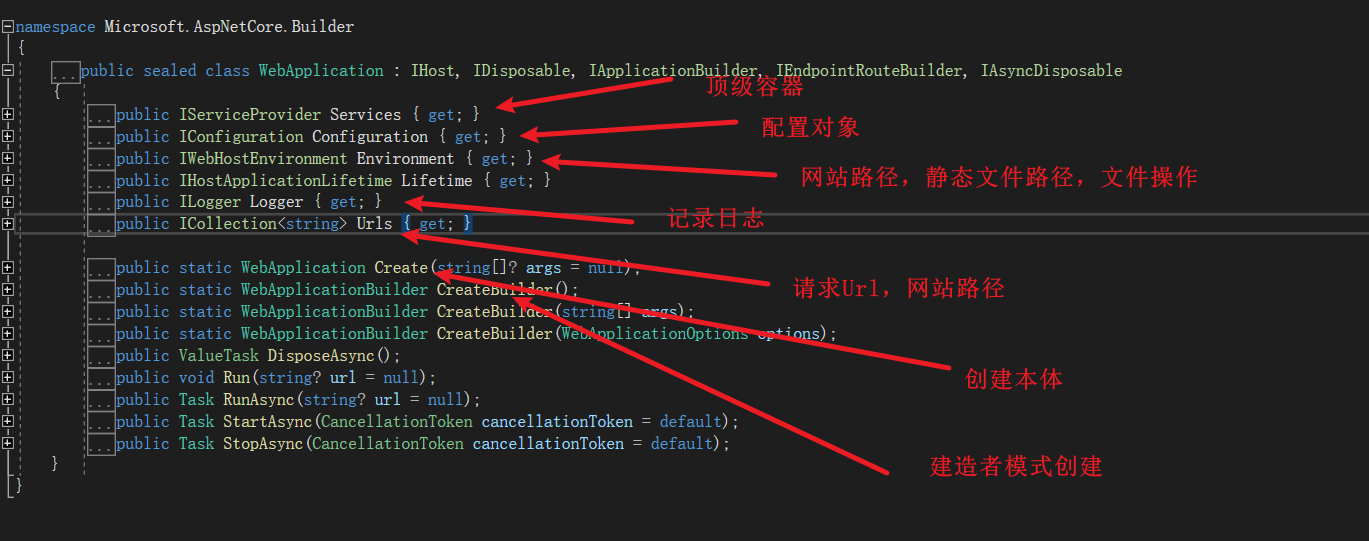 namespace Microsoft.AspNetCore.Builder
{
...public sealed class WebApplication : IHost, IDisposable, IApplicationBuilder, IEndpointRouteBuilder, IAsyncDisposable
顶级容器
{
...public IServiceProvider Services { get; }
...public IConfiguration Configuration { get; }
配置对象
...public IWebHostEnvironment Environment { get; }
网站路径，静态文件路径，文件操作
...public IHostApplicationLifetime Lifetime { get; }
...public ILogger Logger { get; }
记录日志
...public ICollection<string> Urls { get; }
...public static WebApplication Create(string[]? args = null);
...public static WebApplicationBuilder CreateBuilder();
请求Url，网站路径
...public static WebApplicationBuilder CreateBuilder(string[] args);
...public static WebApplicationBuilder CreateBuilder(WebApplicationOptions options);
...public ValueTask DisposeAsync();
...public void Run(string? url = null);
创建本体
...public Task RunAsync(string? url = null);
...public Task StartAsync(CancellationToken cancellationToken = default);
...public Task StopAsync(CancellationToken cancellationToken = default);
}
建造者模式创建
}